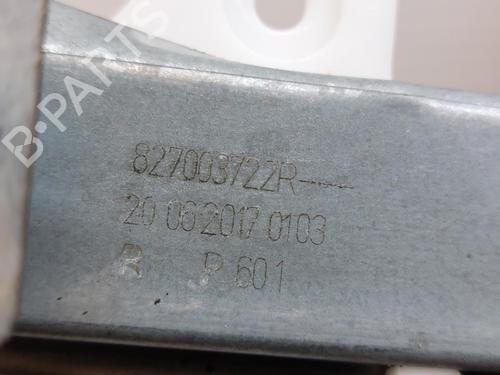 B-PARTS
827003722R----
20 06 2017 0103
R P 601